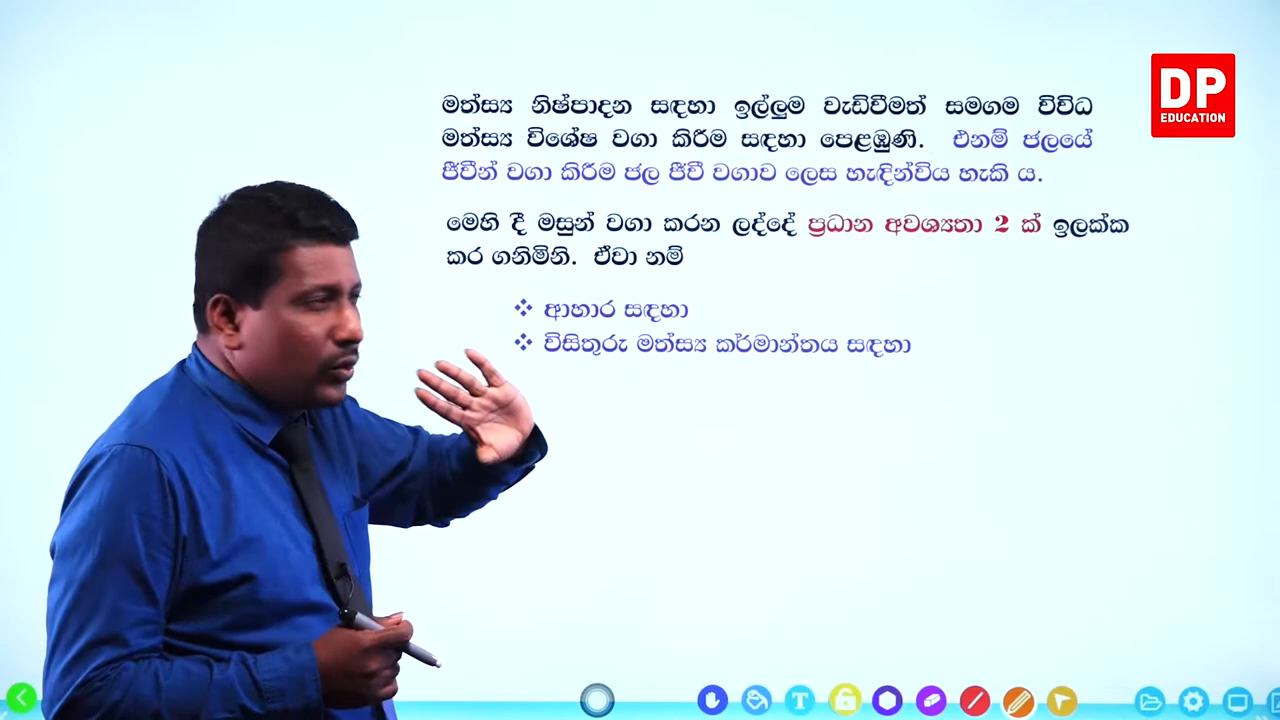 DP
EDUCATION
මත්ස්‍ය නිෂ්පාදන සඳහා ඉල්ලුම වැඩිවීමත් සමගම විවිධ
මත්ස්‍ය විශේෂ වගා කිරීම සඳහා පෙළඹුණි. එනම් ජලයේ
ජීවීන් වගා කිරීම ජල ජීවී වගාව ලෙස හැඳින්විය හැකි ය.
මෙහි දී මසුන් වගා කරන ලද්දේ ප්‍රධාන අවශ්‍යතා 2 ක් ඉලක්ක
කර ගනිමිනි. ඒවා නම්
❖ ආහාර සඳහා
❖ විසිතුරු මත්ස්‍ය කර්මාන්තය සඳහා